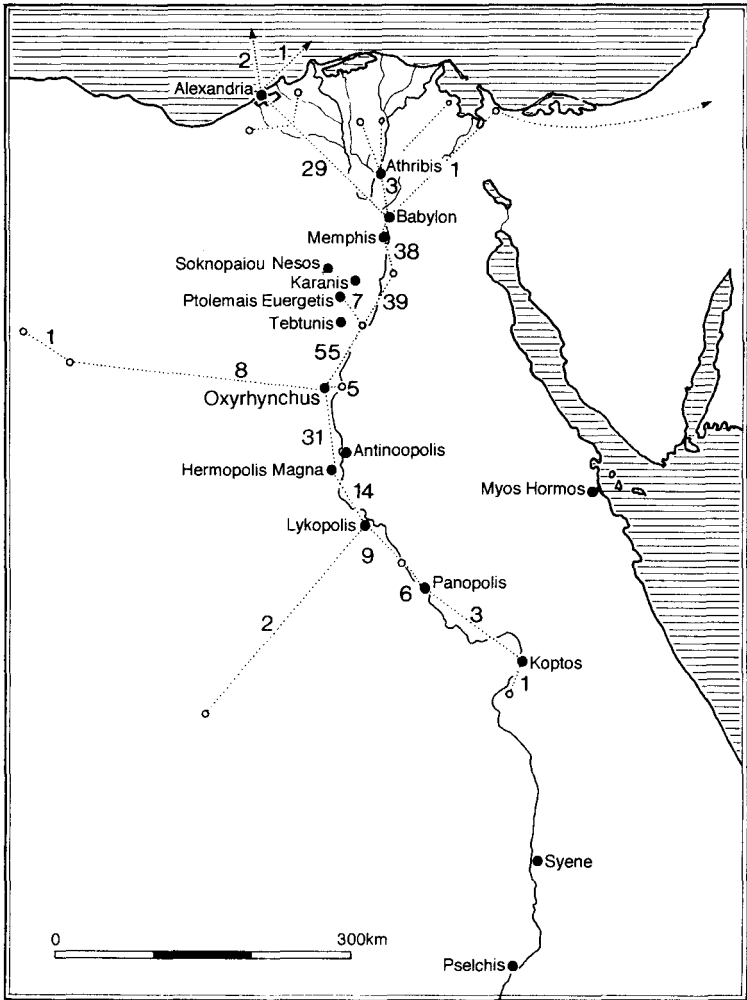 2
1
Alexandria
29
Athribis
3
1
Babylon
Memphis
38
Soknopaiou Nesos
Karanis
Ptolemais Euergetis
7
39
Tebtunis
1
55
8
5
Oxyrhynchus
31
Antinoopolis
Hermopolis Magna
14
Myos Hormos
Lykopolis
9
Panopolis
6
3
2
Koptos
1
Syene
0
300km
Pselchis